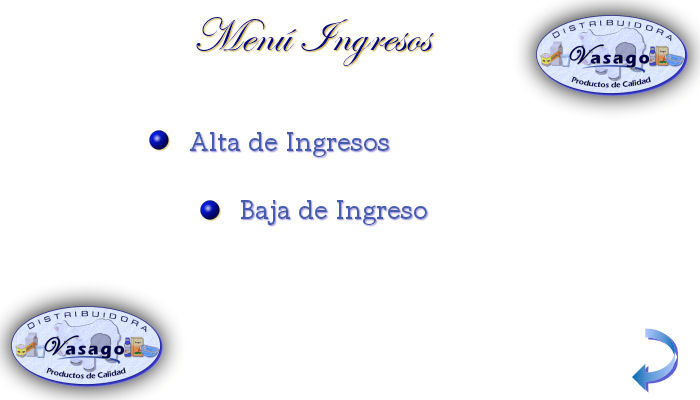 Menú Ingresos
DISTRIBUIDORA
Vasago
Productos de Calidad
Alta de Ingresos
Baja de Ingreso
DISTRIBUIDORA
Vasago
Productos de Calidad